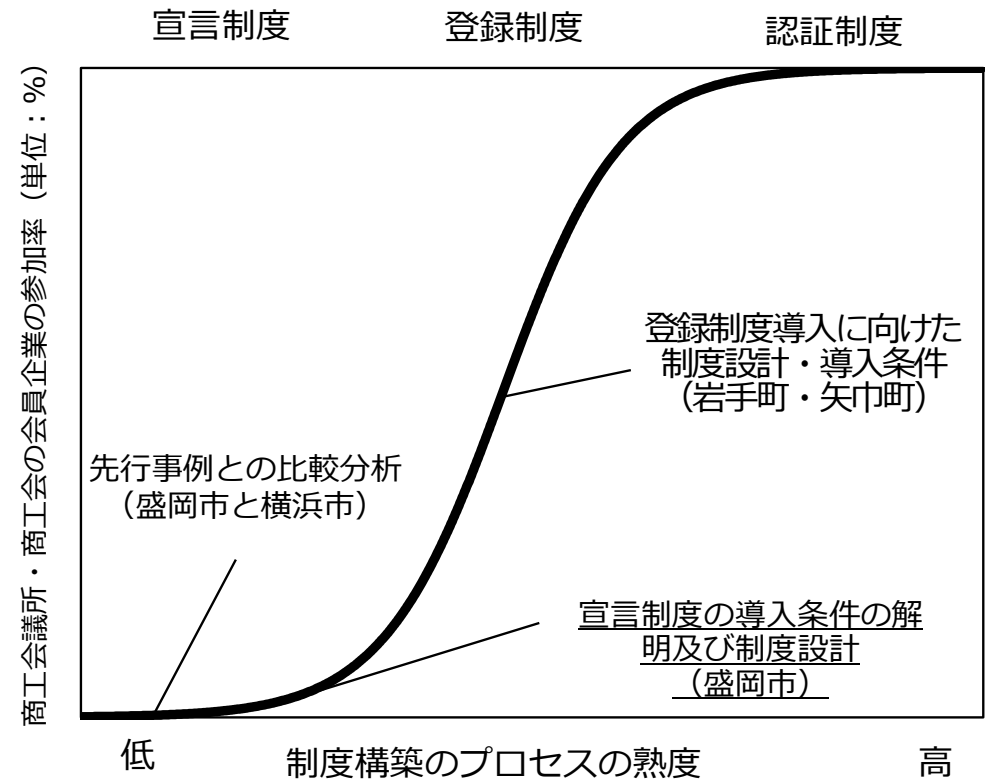 宣言制度
登録制度
認証制度
商工会議所・商工会の会員企業の参加率（単位：%）
登録制度導入に向けた
制度設計・導入条件
（岩手町・矢巾町）
先行事例との比較分析
（盛岡市と横浜市）
宣言制度の導入条件の解
明及び制度設計
（盛岡市）
低
制度構築のプロセスの熟度
高